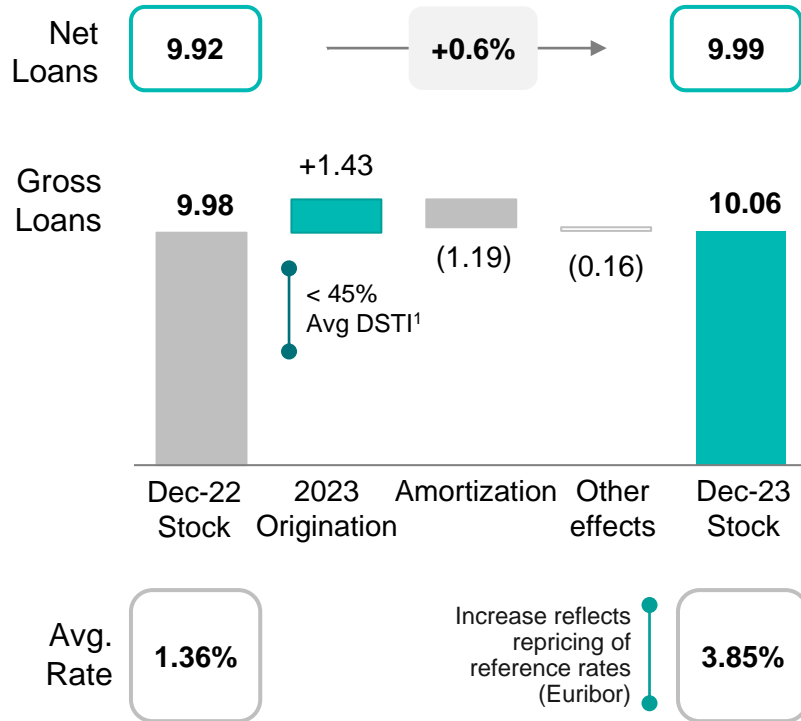 Net
Loans
9.92
+0.6%
9.99
Gross
Loans
9.98
+1.43
(1.19)
(0.16)
10.06
< 45%
Avg DSTI¹
Dec-22
Stock
2023
Origination
Amortization
Other
effects
Dec-23
Stock
Avg.
Rate
1.36%
Increase reflects
repricing of
reference rates
(Euribor)
3.85%